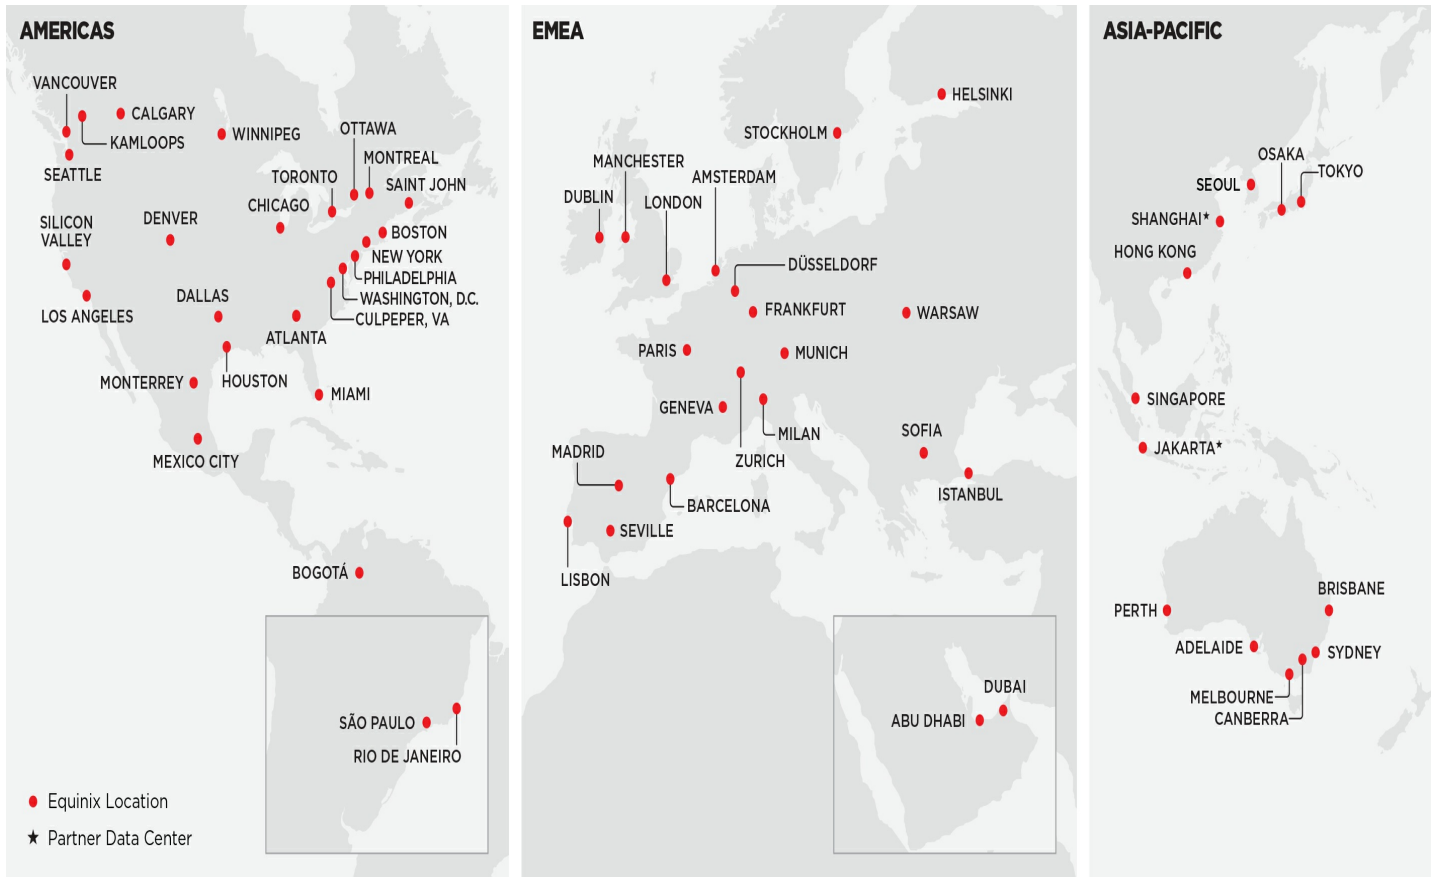 AMERICAS
VANCOUVER
CALGARY
KAMLOOPS
WINNIPEG
OTTAWA
MONTREAL
SEATTLE
TORONTO
SAINT JOHN
CHICAGO
SILICON
VALLEY
DENVER
BOSTON
NEW YORK
PHILADELPHIA
WASHINGTON, D.C.
CULPEPER, VA
DALLAS
LOS ANGELES
ATLANTA
MONTERREY
HOUSTON
MIAMI
MEXICO CITY
BOGOTÁ
SÃO PAULO
RIO DE JANEIRO
Equinix Location
★ Partner Data Center
EMEA
HELSINKI
STOCKHOLM
MANCHESTER
AMSTERDAM
DUBLIN
LONDON
DÜSSELDORF
FRANKFURT
WARSAW
PARIS
MUNICH
GENEVA
MILAN
ZURICH
SOFIA
MADRID
ISTANBUL
BARCELONA
SEVILLE
LISBON
DUBAI
ABU DHABI
ASIA-PACIFIC
OSAKA
TOKYO
SEOUL
SHANGHAI★
HONG KONG
SINGAPORE
JAKARTA★
BRISBANE
PERTH
ADELAIDE
SYDNEY
MELBOURNE
CANBERRA